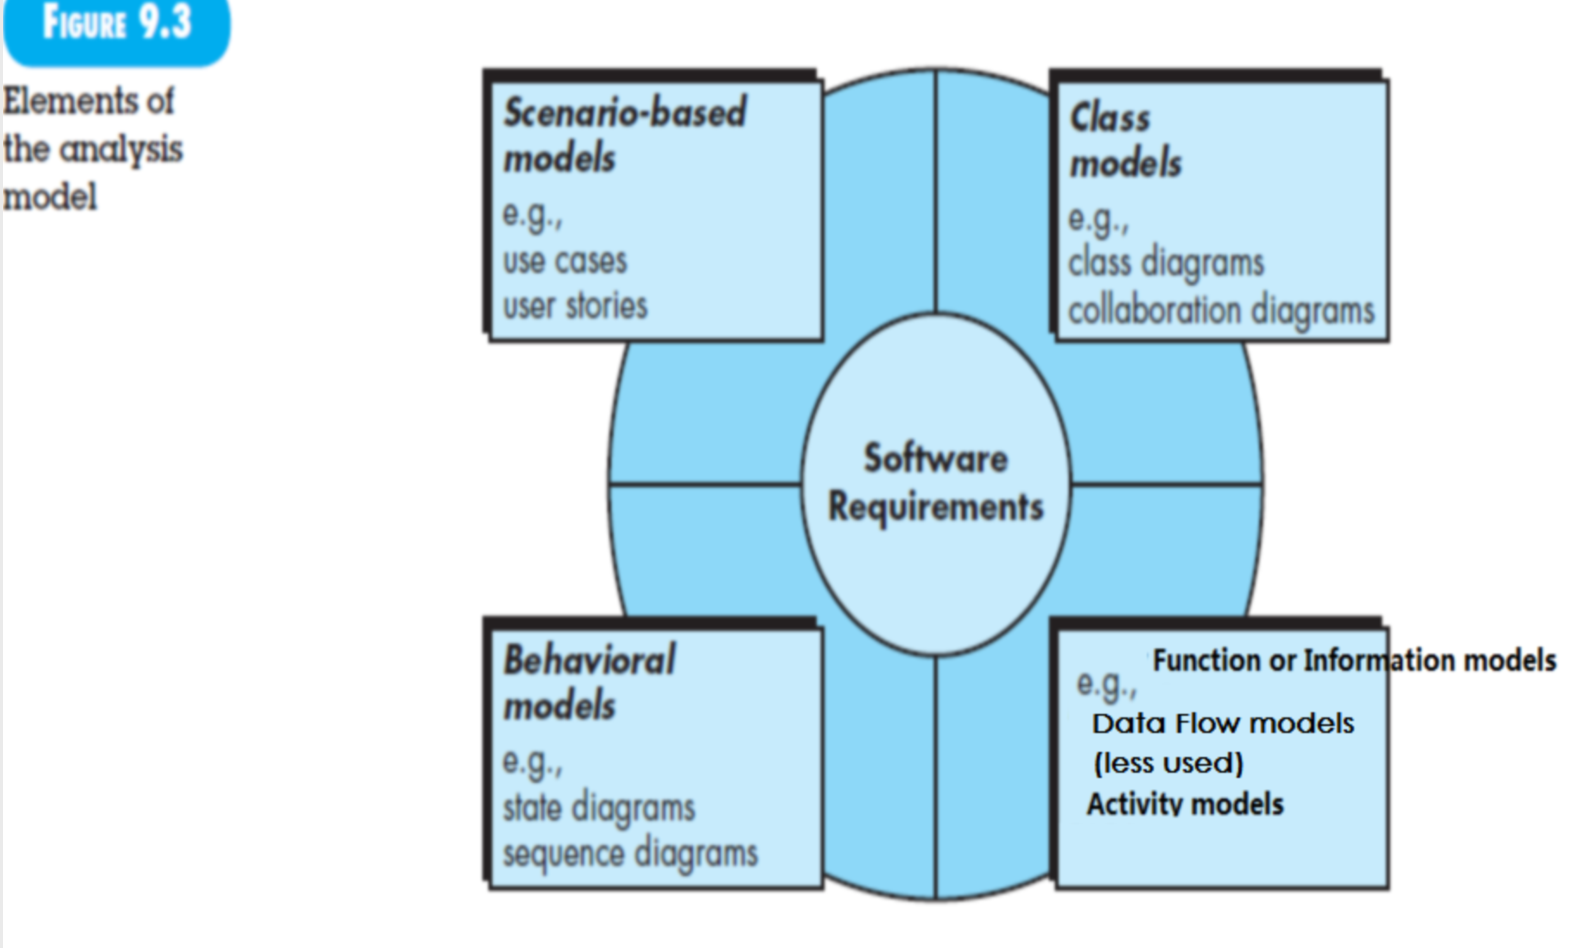 FIGURE 9.3
Elements of
the analysis
model
Scenario-based
models
e.g.,
use cases
user stories
Class
models
e.g.,
class diagrams
collaboration diagrams
Software
Requirements
Behavioral
models
e.g.,
state diagrams
sequence diagrams
Function or Information models
e.g.,
Data Flow models
(less used)
Activity models